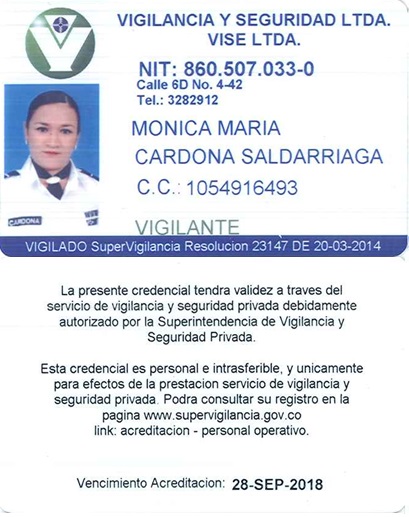 VIGILANCIA Y SEGURIDAD LTDA.
VISE LTDA.
NIT: 860.507.033-0
Calle 6D No. 4-42
Tel.: 3282912
MONICA MARIA
CARDONA SALDARRIAGA
C.C.: 1054916493
CARDONA
VIGILANTE
VIGILADO SuperVigilancia Resolucion 23147 DE 20-03-2014
La presente credencial tendra validez a traves del
servicio de vigilancia y seguridad privada debidamente
autorizado por la Superintendencia de Vigilancia y
Seguridad Privada.
Esta credencial es personal e intrasferible, y unicamente
para efectos de la prestacion servicio de vigilancia y
seguridad privada. Podra consultar su registro en la
pagina www.supervigilancia.gov.co
link: acreditacion - personal operativo.
Vencimiento Acreditacion: 28-SEP-2018